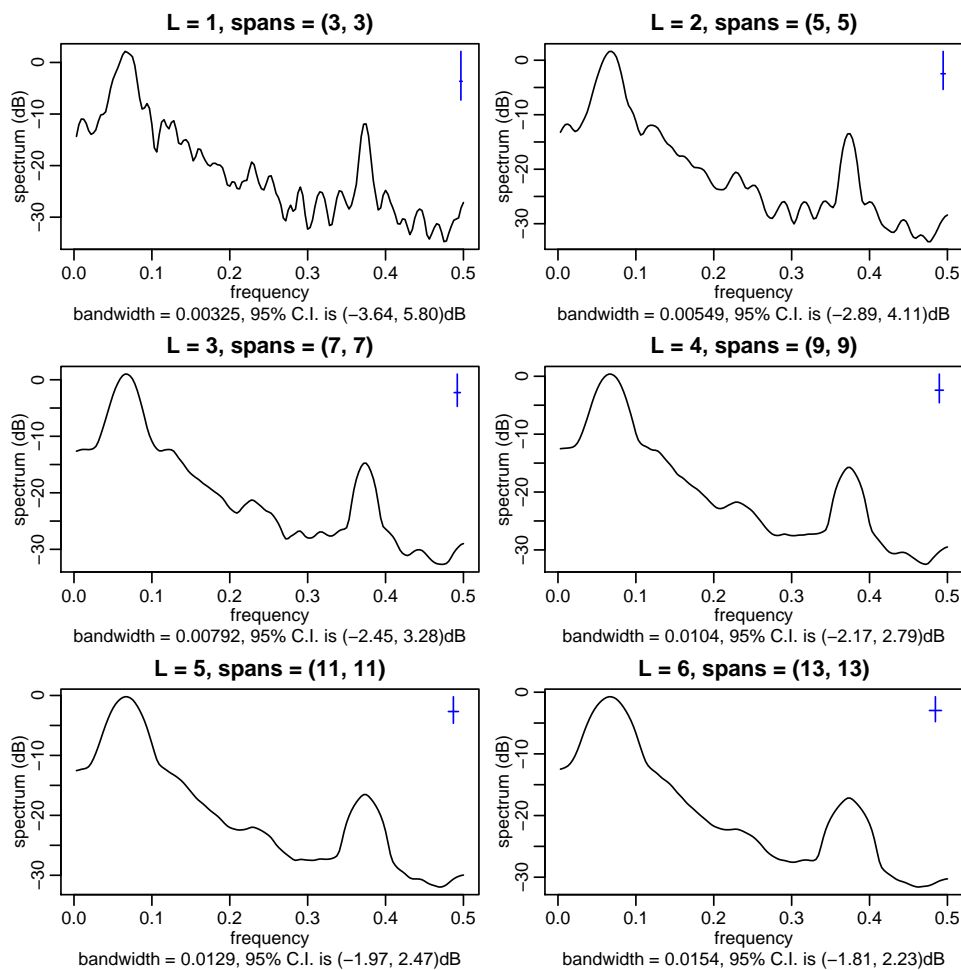 L = 1, spans = (3, 3)
spectrum (dB)
0
−10
−20
−30
0.0 0.1 0.2 0.3 0.4 0.5
frequency
bandwidth = 0.00325, 95% C.I. is (−3.64, 5.80)dB
L = 2, spans = (5, 5)
spectrum (dB)
0
−10
−20
−30
0.0 0.1 0.2 0.3 0.4 0.5
frequency
bandwidth = 0.00549, 95% C.I. is (−2.89, 4.11)dB
L = 3, spans = (7, 7)
spectrum (dB)
0
−10
−20
−30
0.0 0.1 0.2 0.3 0.4 0.5
frequency
bandwidth = 0.00792, 95% C.I. is (−2.45, 3.28)dB
L = 4, spans = (9, 9)
spectrum (dB)
0
−10
−20
−30
0.0 0.1 0.2 0.3 0.4 0.5
frequency
bandwidth = 0.0104, 95% C.I. is (−2.17, 2.79)dB
L = 5, spans = (11, 11)
spectrum (dB)
0
−10
−20
−30
0.0 0.1 0.2 0.3 0.4 0.5
frequency
bandwidth = 0.0129, 95% C.I. is (−1.97, 2.47)dB
L = 6, spans = (13, 13)
spectrum (dB)
0
−10
−20
−30
0.0 0.1 0.2 0.3 0.4 0.5
frequency
bandwidth = 0.0154, 95% C.I. is (−1.81, 2.23)dB